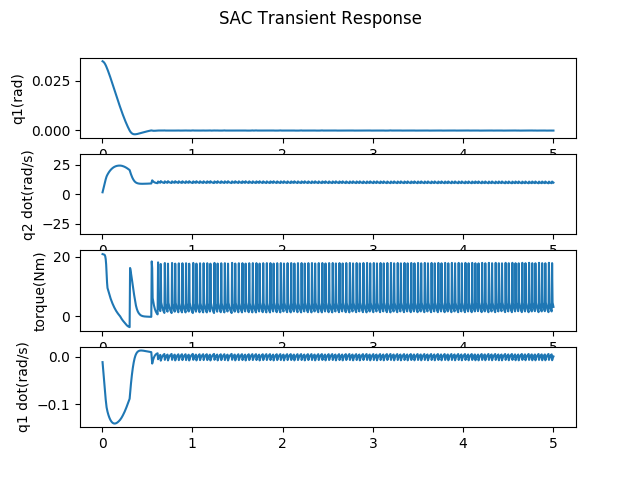 SAC Transient Response
q1(rad)
0.025
0.000
0 1 2 3 4 5
q2 dot(rad/s)
25
0
−25
0 1 2 3 4 5
torque(Nm)
20
0
0 1 2 3 4 5
q1 dot(rad/s)
0.0
−0.1
0 1 2 3 4 5